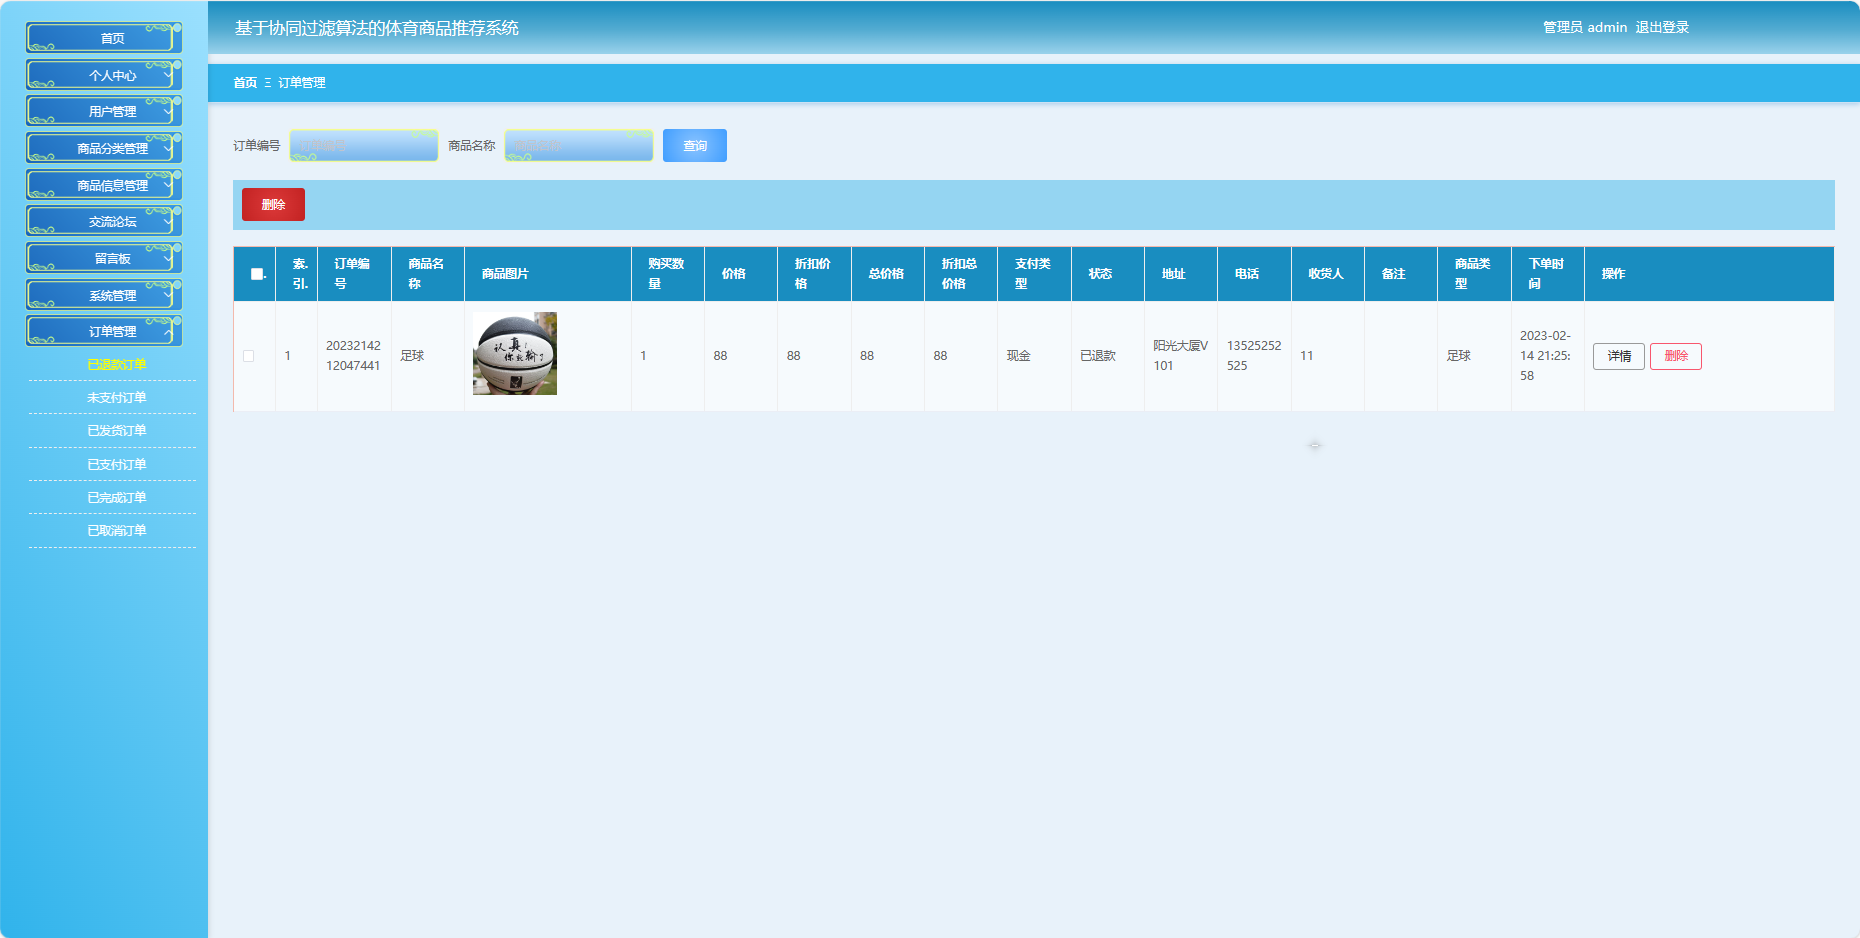 基于协同过滤算法的体育商品推荐系统
管理员 admin 退出登录
首页
个人中心
用户管理
商品分类管理
商品信息管理
交流论坛
留言板
系统管理
订单管理
已退款订单
未支付订单
已发货订单
已支付订单
已完成订单
已取消订单
首页 Ξ 订单管理
订单编号 订单编号 商品名称 商品名称 查询
删除
索.引. 订单编号 商品名称 商品图片 购买数量 价格 折扣价格 总价格 折扣总价格 支付类型 状态 地址 电话 收货人 备注 商品类型 下单时间 操作
1 2023214212047441 足球 1 88 88 88 88 现金 已退款 阳光大厦V101 13525252525 11 足球 2023-02-14 21:25:58 详情 删除
认真!
你就输了